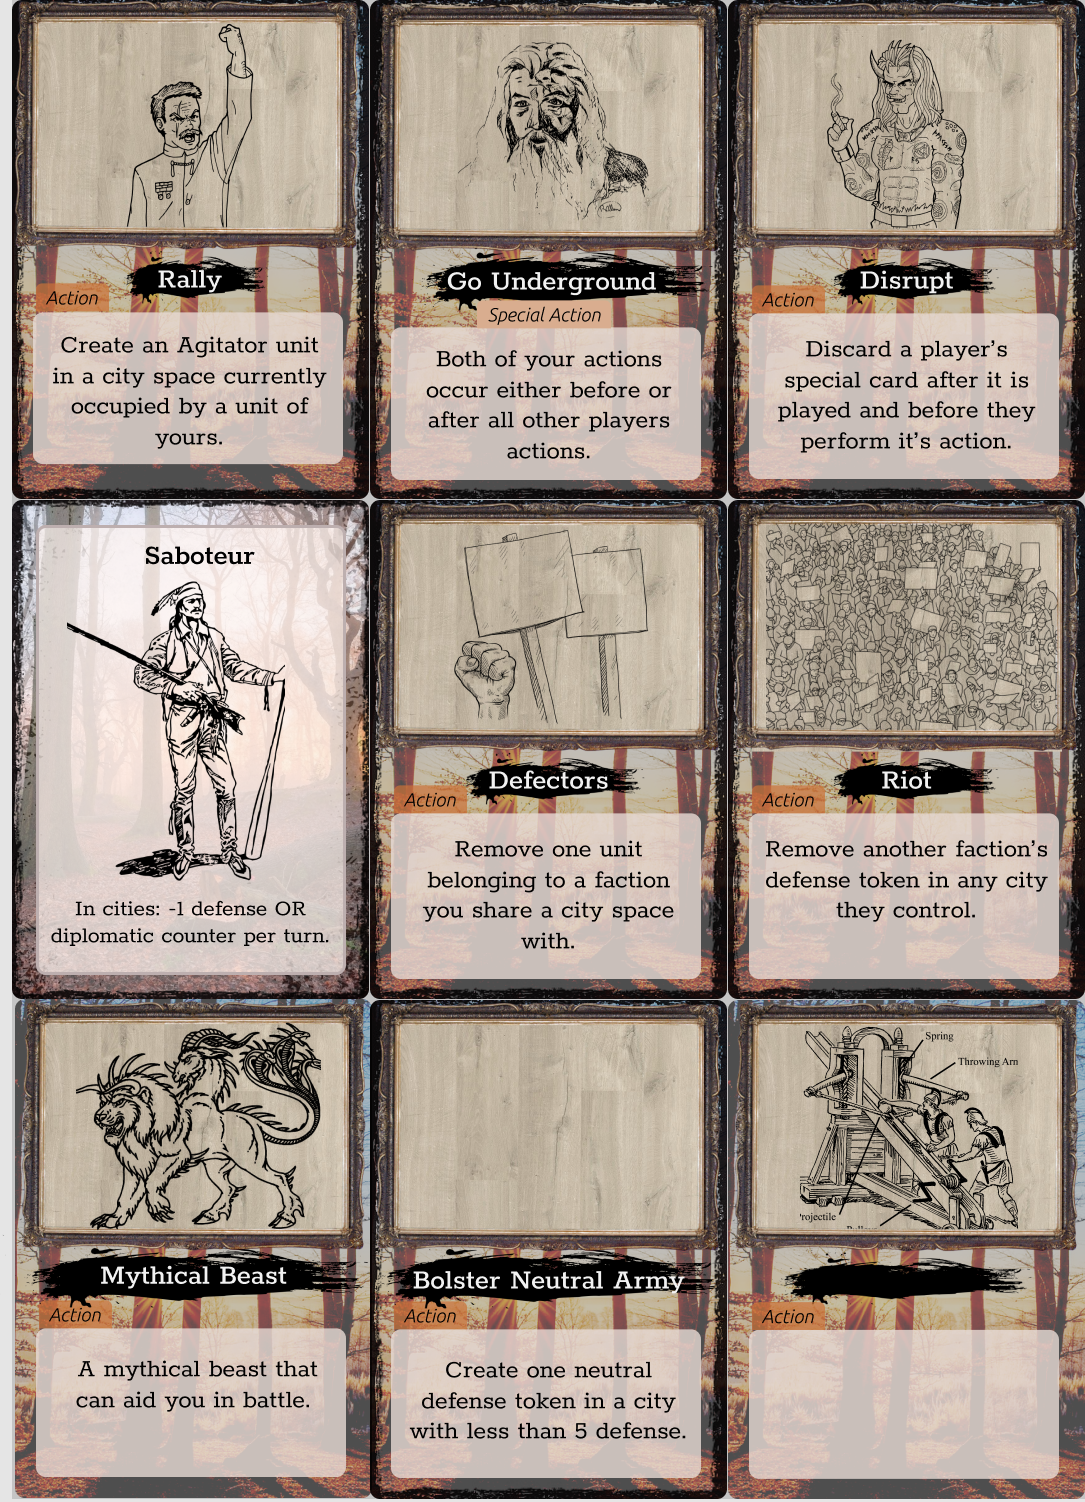 Rally
Action
Create an Agitator unit
in a city space currently
occupied by a unit of
yours.
Go Underground
Special Action
Both of your actions
occur either before or
after all other players
actions.
Disrupt
Action
Discard a player's
special card after it is
played and before they
perform it's action.
Saboteur
In cities: -1 defense OR
diplomatic counter per turn.
Defectors
Action
Remove one unit
belonging to a faction
you share a city space
with.
Riot
Action
Remove another faction's
defense token in any city
they control.
Mythical Beast
Action
A mythical beast that
can aid you in battle.
Bolster Neutral Army
Action
Create one neutral
defense token in a city
with less than 5 defense.
Spring
Throwing Arn
'rojectile
Action